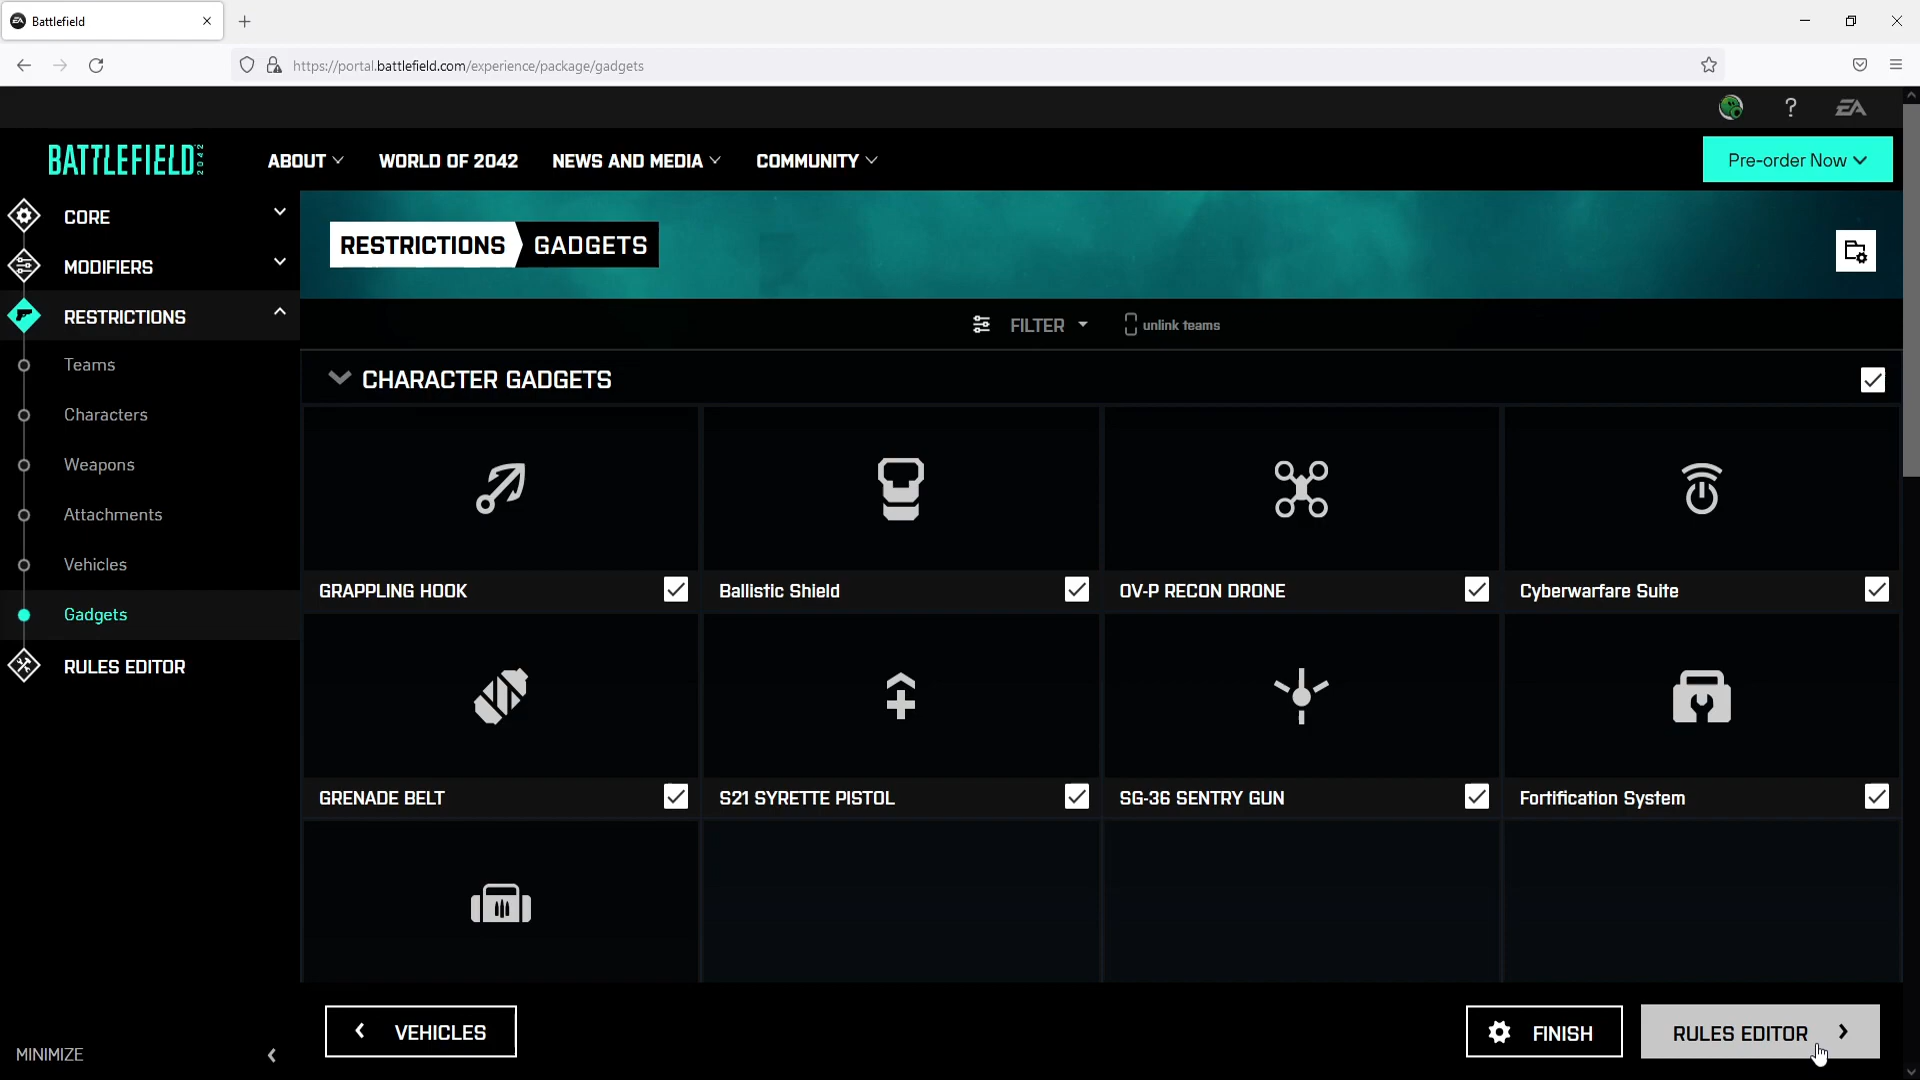 Battlefield
https://portal.battlefield.com/experience/package/gadgets
BATTLEFIELD 2042
ABOUT
WORLD OF 2042
NEWS AND MEDIA
COMMUNITY
Pre-order Now
CORE
MODIFIERS
RESTRICTIONS
Teams
Characters
Weapons
Attachments
Vehicles
Gadgets
RULES EDITOR
MINIMIZE
RESTRICTIONS GADGETS
FILTER
unlink teams
CHARACTER GADGETS
GRAPPLING HOOK
Ballistic Shield
OV-P RECON DRONE
Cyberwarfare Suite
GRENADE BELT
S21 SYRETTE PISTOL
SG-36 SENTRY GUN
Fortification System
VEHICLES
FINISH
RULES EDITOR